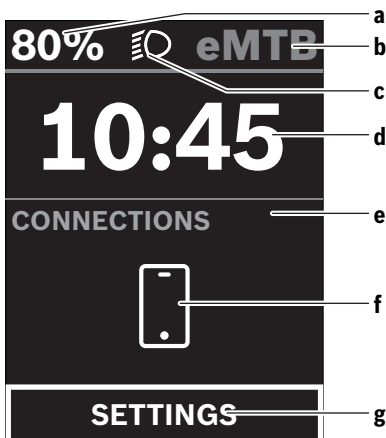 a
80% eMTB b
c
10:45 d
CONNECTIONS e
f
SETTINGS g